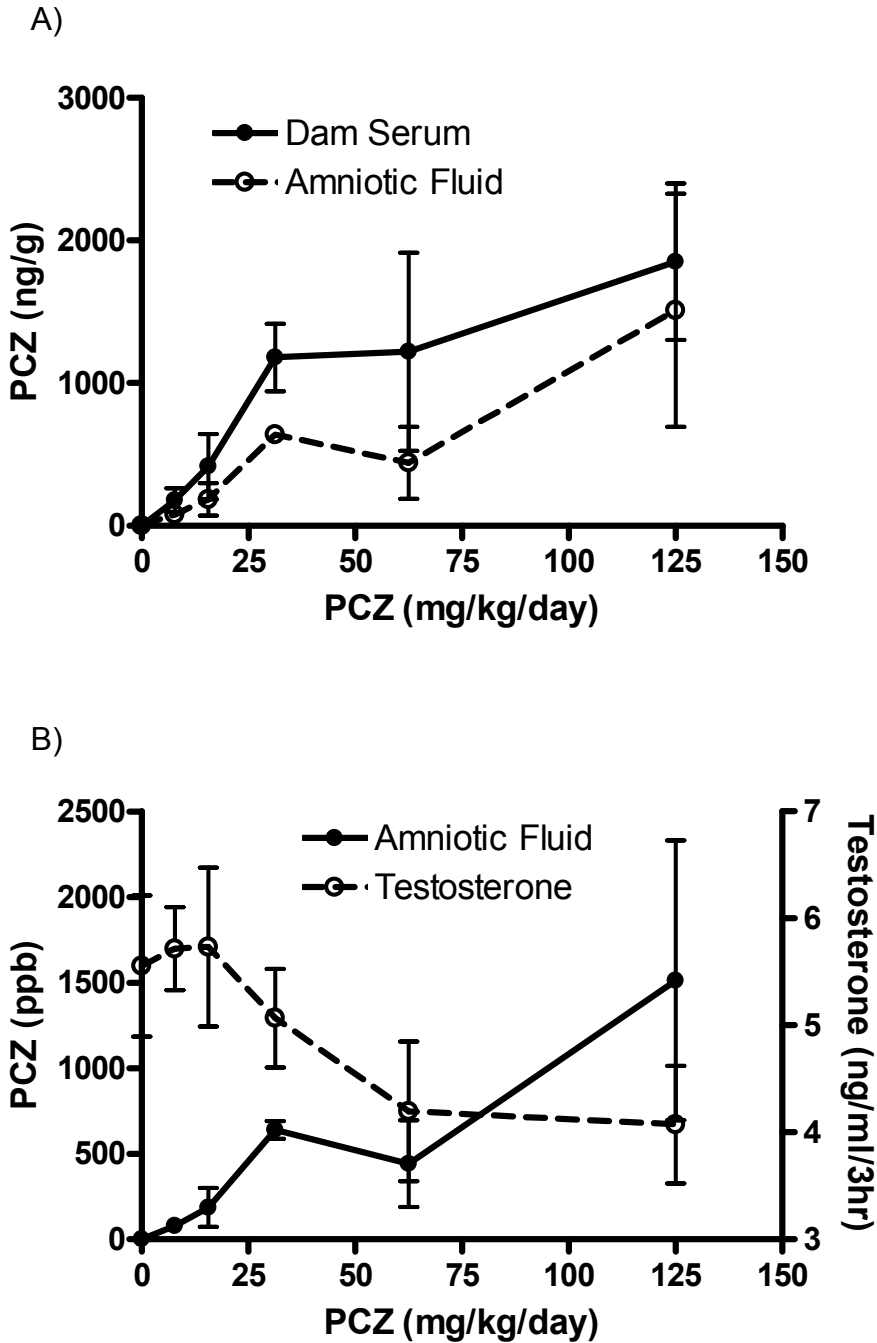 A)
3000
Dam Serum
Amniotic Fluid
2000
PCZ (ng/g)
1000
0
0 25 50 75 100 125 150
PCZ (mg/kg/day)
B)
2500 7
Amniotic Fluid
Testosterone
2000 6
PCZ (ppb)
Testosterone (ng/ml/3hr)
1500
5
1000
4
500
0 3
0 25 50 75 100 125 150
PCZ (mg/kg/day)